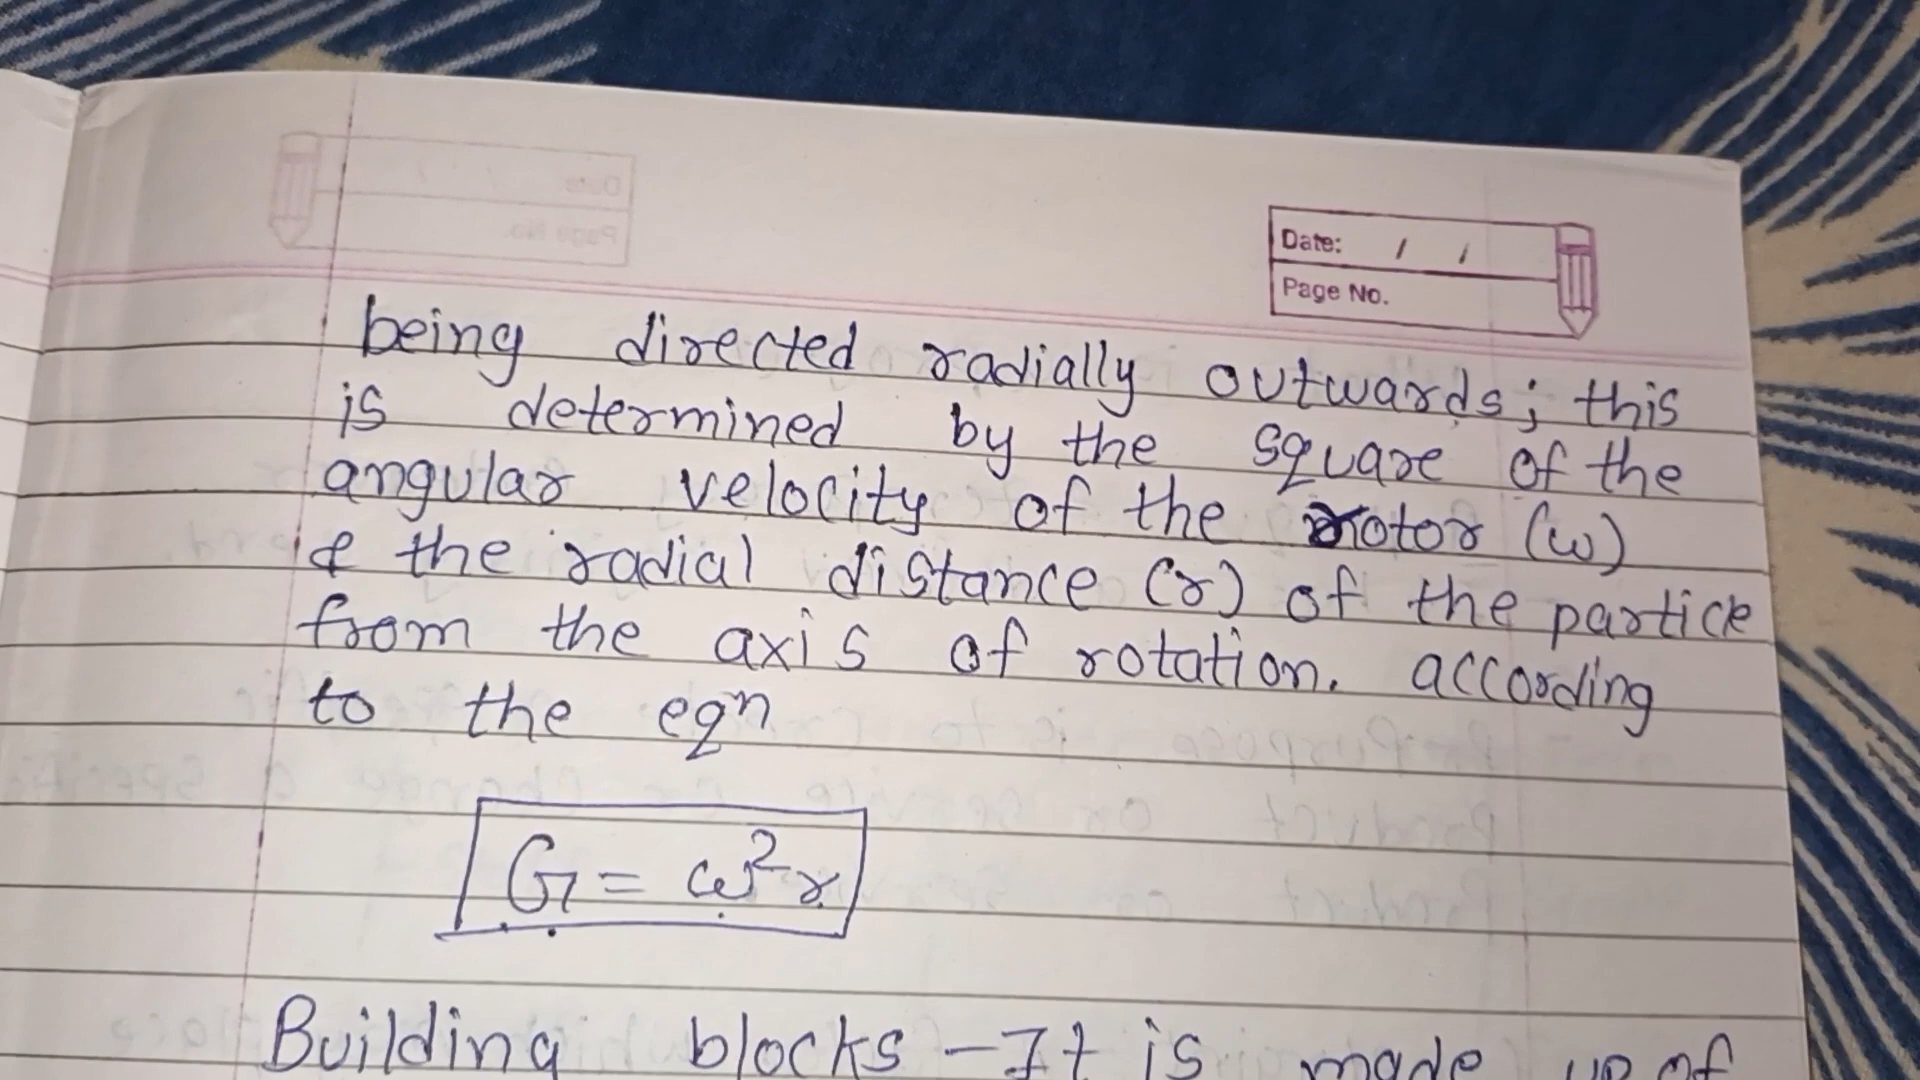 Date: / /
Page No.
being directed radially outwards; this
is determined by the square of the
angular velocity of the rotor (ω)
& the radial distance (r) of the particle
from the axis of rotation. according
to the eqn
G = ω²r
Building blocks - It is made up of